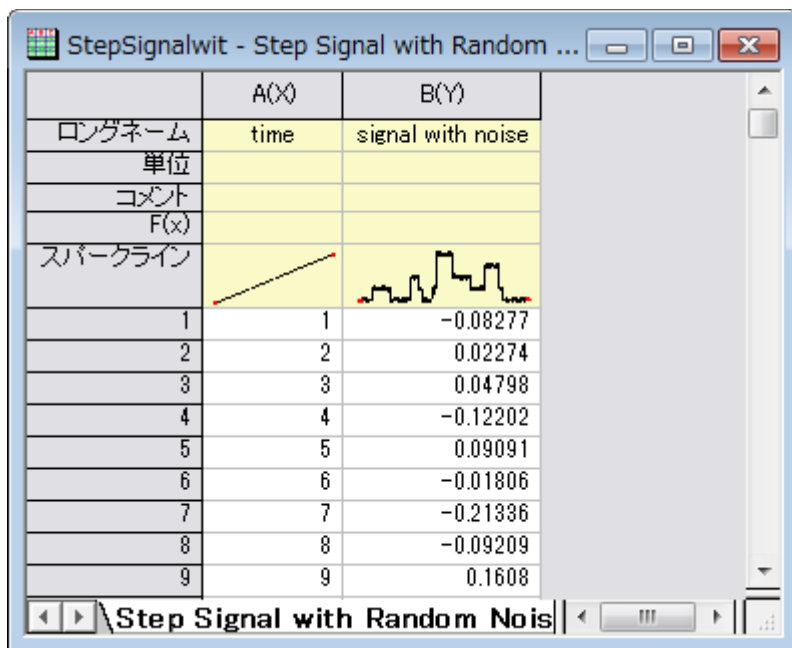 StepSignalwit - Step Signal with Random ...
A(X) B(Y)
ロングネーム time signal with noise
単位
コメント
F(x)
スパークライン
1 1 -0.08277
2 2 0.02274
3 3 0.04798
4 4 -0.12202
5 5 0.09091
6 6 -0.01806
7 7 -0.21336
8 8 -0.09209
9 9 0.1608
Step Signal with Random Nois